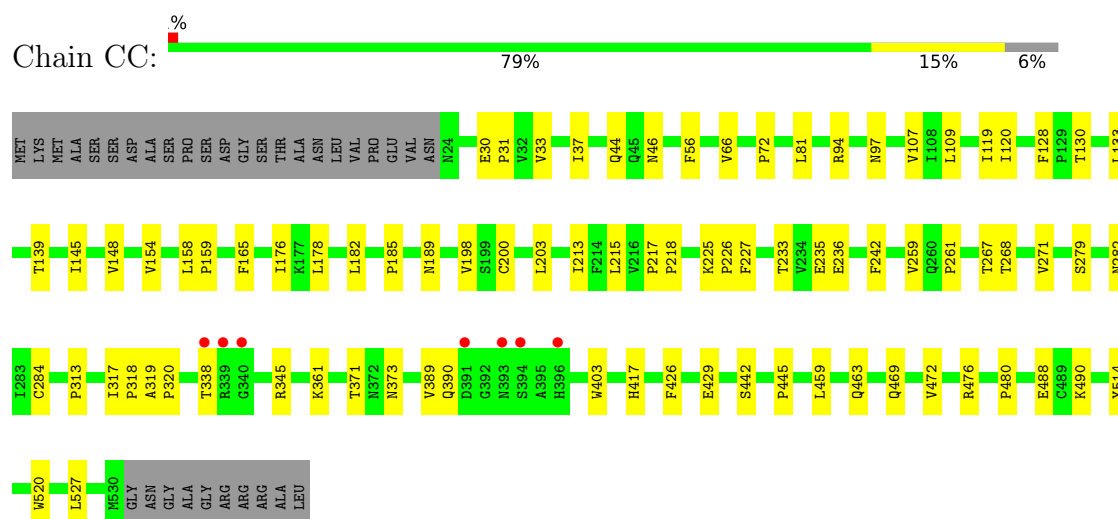 .%
Chain CC:
79% 15% 6%
MET LYS MET ALA SER SER ASP ALA SER PRO SER ASP GLY SER THR ALA ASN LEU VAL PRO GLU VAL ASN N24 E30 P31 V32 V33 I37 Q44 Q45 N46 F56 V66 P72 L81 R94 N97 V107 I108 L109 I119 I120 F128 P129 T130
T139 I145 V148 V154 L158 P159 F165 I176 K177 L178 L182 P185 N189 V198 S199 C200 L203 I213 F214 L215 V216 P217 P218 K225 P226 F227 T233 V234 E235 E236 F242 V259 Q260 P261 T267 T268 V271 S279
I283 C284 P313 I317 P318 A319 P320 T338 R339 G340 R345 K361 T371 N372 N373 V389 Q390 D391 G392 N393 S394 A395 H396 W403 H417 F426 E429 S442 P445 L459 Q463 Q469 V472 R476 P480 E488 C489 K490
W520 L527 M530 GLY ASN GLY ALA GLY ARG ARG ARG ALA LEU